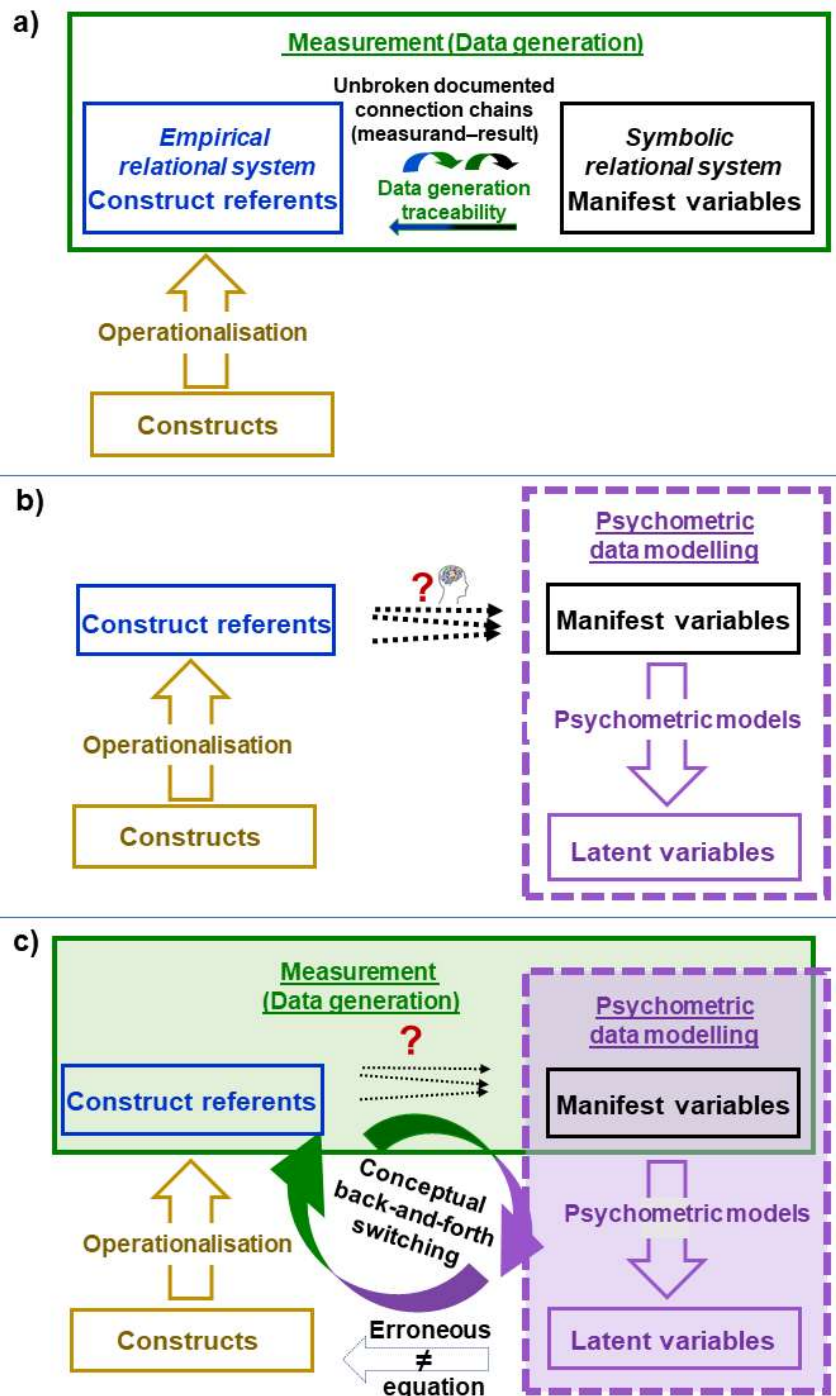 a)
Measurement (Data generation)
Unbroken documented
connection chains
(measurand–result)
Empirical
relational system
Construct referents
Data generation
traceability
Symbolic
relational system
Manifest variables
Operationalisation
Constructs
b)
Psychometric
data modelling
?
Construct referents
Manifest variables
Operationalisation
Psychometric models
Constructs
Latent variables
c)
Measurement
(Data generation)
?
Psychometric
data modelling
Construct referents
Manifest variables
Conceptual
back-and-forth
switching
Operationalisation
Psychometric models
Constructs
Erroneous
≠
equation
Latent variables